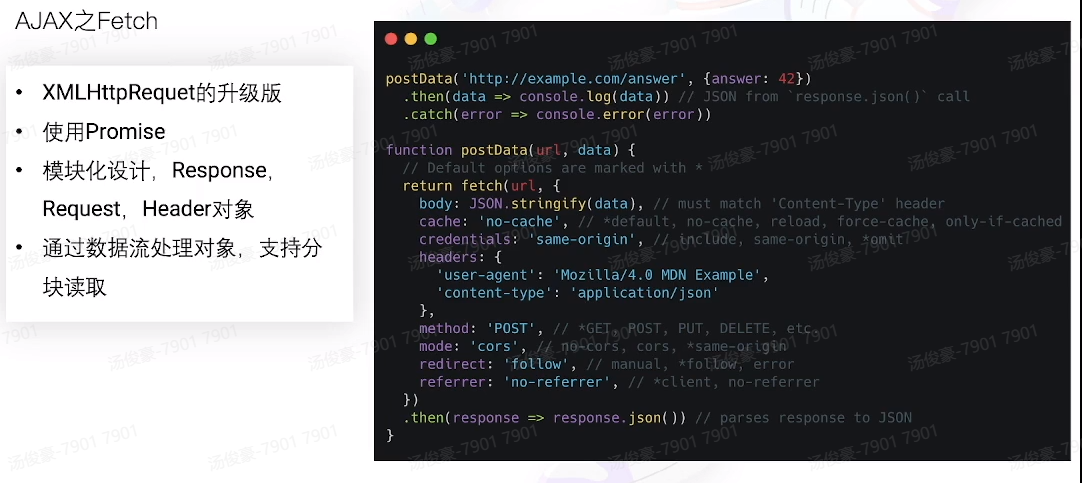 AJAX之Fetch
• XMLHttpRequet的升级版
• 使用Promise
• 模块化设计，Response，
Request，Header对象
• 通过数据流处理对象，支持分
块读取
postData('http://example.com/answer', {answer: 42})
  .then(data => console.log(data)) // JSON from `response.json()` call
  .catch(error => console.error(error))
function postData(url, data) {
  // Default options are marked with *
  return fetch(url, {
    body: JSON.stringify(data), // must match 'Content-Type' header
    cache: 'no-cache', // *default, no-cache, reload, force-cache, only-if-cached
    credentials: 'same-origin', // include, same-origin, *omit
    headers: {
      'user-agent': 'Mozilla/4.0 MDN Example',
      'content-type': 'application/json'
    },
    method: 'POST', // *GET, POST, PUT, DELETE, etc.
    mode: 'cors', // no-cors, cors, *same-origin
    redirect: 'follow', // manual, *follow, error
    referrer: 'no-referrer', // *client, no-referrer
  })
  .then(response => response.json()) // parses response to JSON
}
汤俊豪-7901 7901